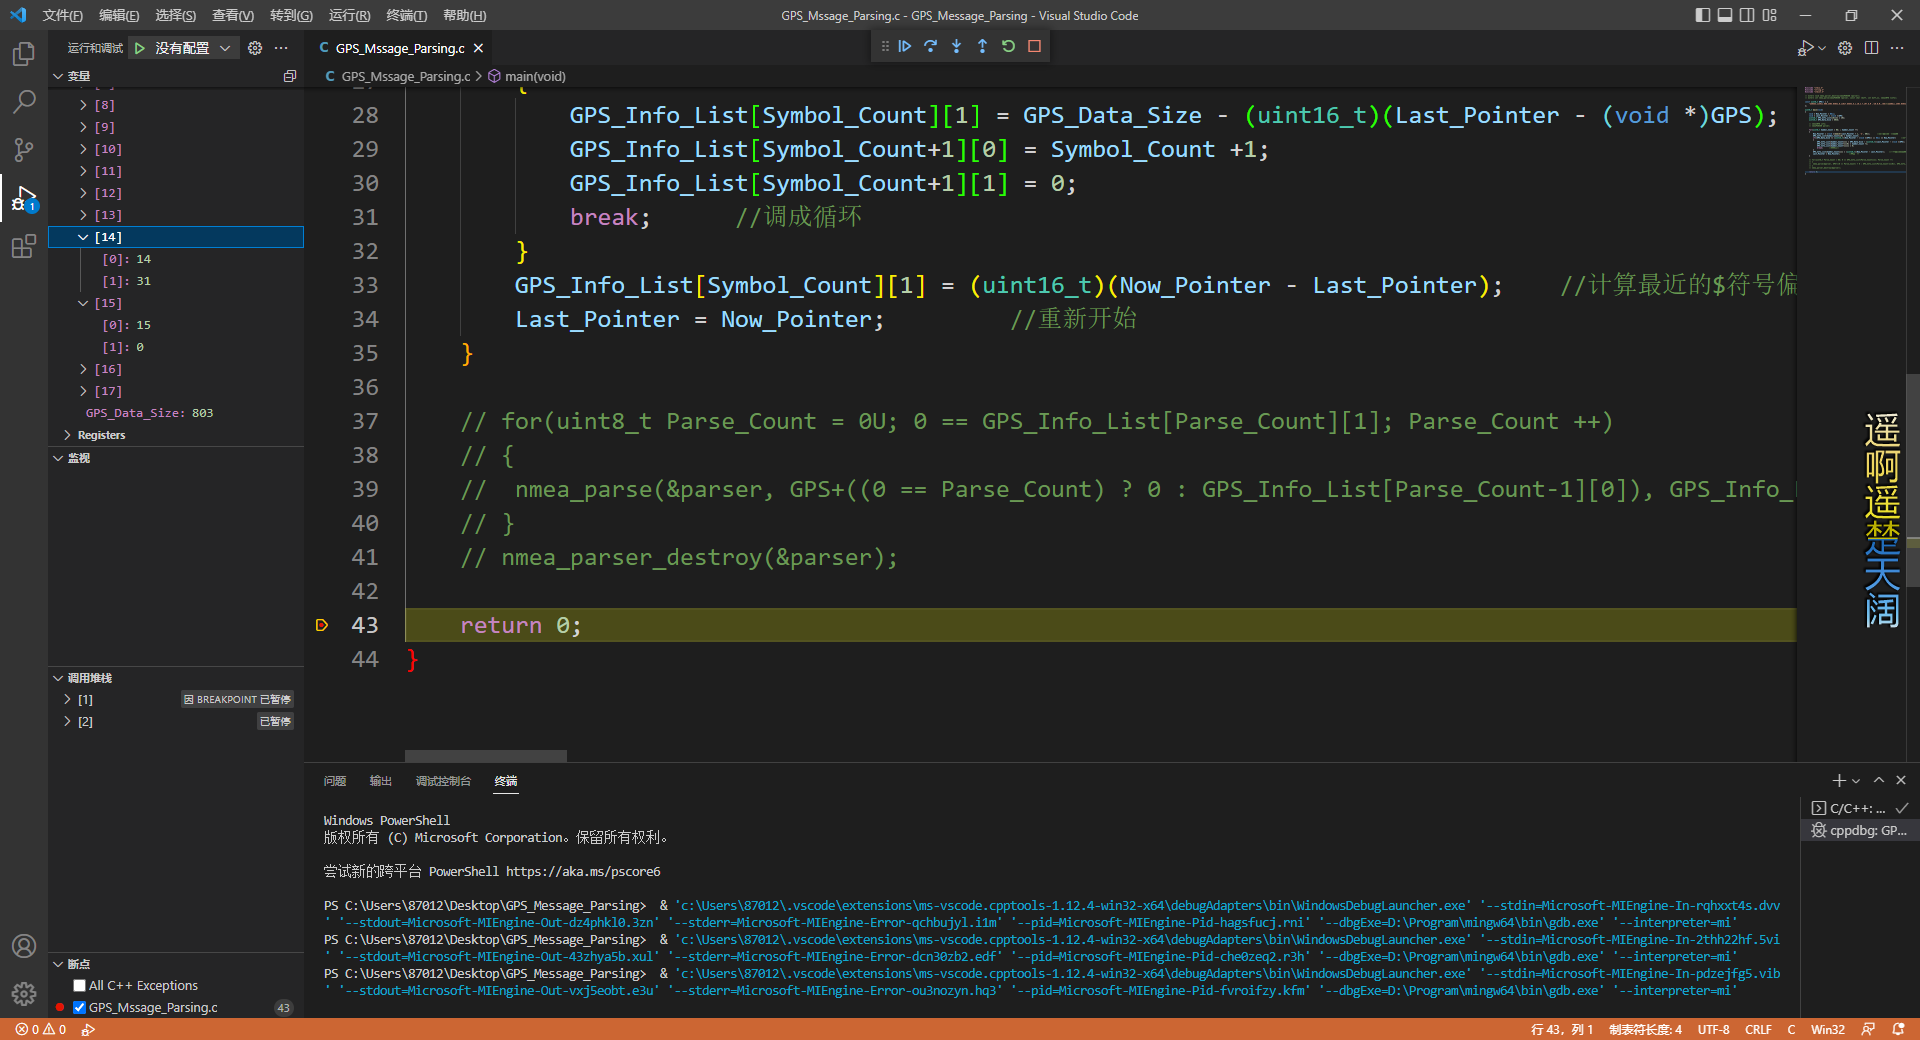 文件(F) 编辑(E) 选择(S) 查看(V) 转到(G) 运行(R) 终端(T) 帮助(H)
GPS_Mssage_Parsing.c - GPS_Message_Parsing - Visual Studio Code
运行和调试 没有配置 ···
变量
[8]
[9]
[10]
[11]
[12]
[13]
[14]
[0]: 14
[1]: 31
[15]
[0]: 15
[1]: 0
[16]
[17]
GPS_Data_Size: 803
Registers
监视
调用堆栈
[1] 因 BREAKPOINT 已暂停
[2] 已暂停
断点
All C++ Exceptions
GPS_Mssage_Parsing.c 43
C GPS_Mssage_Parsing.c
C GPS_Mssage_Parsing.c > main(void)
{
28 GPS_Info_List[Symbol_Count][1] = GPS_Data_Size - (uint16_t)(Last_Pointer - (void *)GPS);
29 GPS_Info_List[Symbol_Count+1][0] = Symbol_Count +1;
30 GPS_Info_List[Symbol_Count+1][1] = 0;
31 break; //调成循环
32 }
33 GPS_Info_List[Symbol_Count][1] = (uint16_t)(Now_Pointer - Last_Pointer); //计算最近的$符号偏
34 Last_Pointer = Now_Pointer; //重新开始
35 }
36
37 // for(uint8_t Parse_Count = 0U; 0 == GPS_Info_List[Parse_Count][1]; Parse_Count ++)
38 // {
39 // nmea_parse(&parser, GPS+((0 == Parse_Count) ? 0 : GPS_Info_List[Parse_Count-1][0]), GPS_Info_
40 // }
41 // nmea_parser_destroy(&parser);
42
43 return 0;
44 }
遥啊遥楚天阔
问题 输出 调试控制台 终端
Windows PowerShell
版权所有 (C) Microsoft Corporation。保留所有权利。
尝试新的跨平台 PowerShell https://aka.ms/pscore6
PS C:\Users\87012\Desktop\GPS_Message_Parsing> & 'c:\Users\87012\.vscode\extensions\ms-vscode.cpptools-1.12.4-win32-x64\debugAdapters\bin\WindowsDebugLauncher.exe' '--stdin=Microsoft-MIEngine-In-rqhxxt4s.dvv
' '--stdout=Microsoft-MIEngine-Out-dz4phkl0.3zn' '--stderr=Microsoft-MIEngine-Error-qchbujyl.i1m' '--pid=Microsoft-MIEngine-Pid-hagsfucj.rni' '--dbgExe=D:\Program\mingw64\bin\gdb.exe' '--interpreter=mi'
PS C:\Users\87012\Desktop\GPS_Message_Parsing> & 'c:\Users\87012\.vscode\extensions\ms-vscode.cpptools-1.12.4-win32-x64\debugAdapters\bin\WindowsDebugLauncher.exe' '--stdin=Microsoft-MIEngine-In-2thh22hf.5vi
' '--stdout=Microsoft-MIEngine-Out-43zhya5b.xul' '--stderr=Microsoft-MIEngine-Error-dcn30zb2.edf' '--pid=Microsoft-MIEngine-Pid-che0zeq2.r3h' '--dbgExe=D:\Program\mingw64\bin\gdb.exe' '--interpreter=mi'
PS C:\Users\87012\Desktop\GPS_Message_Parsing> & 'c:\Users\87012\.vscode\extensions\ms-vscode.cpptools-1.12.4-win32-x64\debugAdapters\bin\WindowsDebugLauncher.exe' '--stdin=Microsoft-MIEngine-In-pdzejfg5.vib
' '--stdout=Microsoft-MIEngine-Out-vxj5eobt.e3u' '--stderr=Microsoft-MIEngine-Error-ou3nozyn.hq3' '--pid=Microsoft-MIEngine-Pid-fvroifzy.kfm' '--dbgExe=D:\Program\mingw64\bin\gdb.exe' '--interpreter=mi'
C/C++: ...
cppdbg: GP...
0 0
行 43，列 1 制表符长度: 4 UTF-8 CRLF C Win32